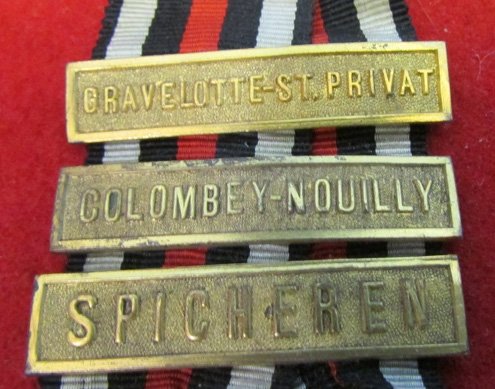 GRAVELOTTE-ST. PRIVAT
COLOMBEY-NOUILLY
SPICHEREN